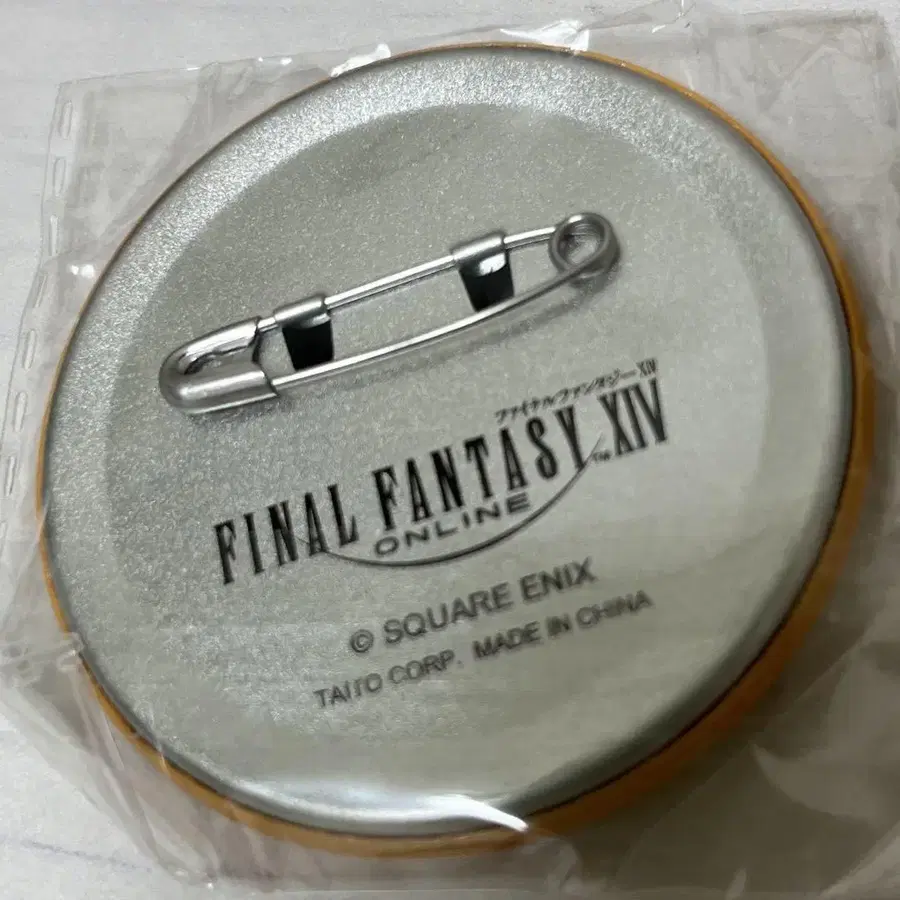 ファイナルファンタジーXIV
FINAL FANTASY XIV
™
ONLINE
© SQUARE ENIX
TAITO CORP. MADE IN CHINA